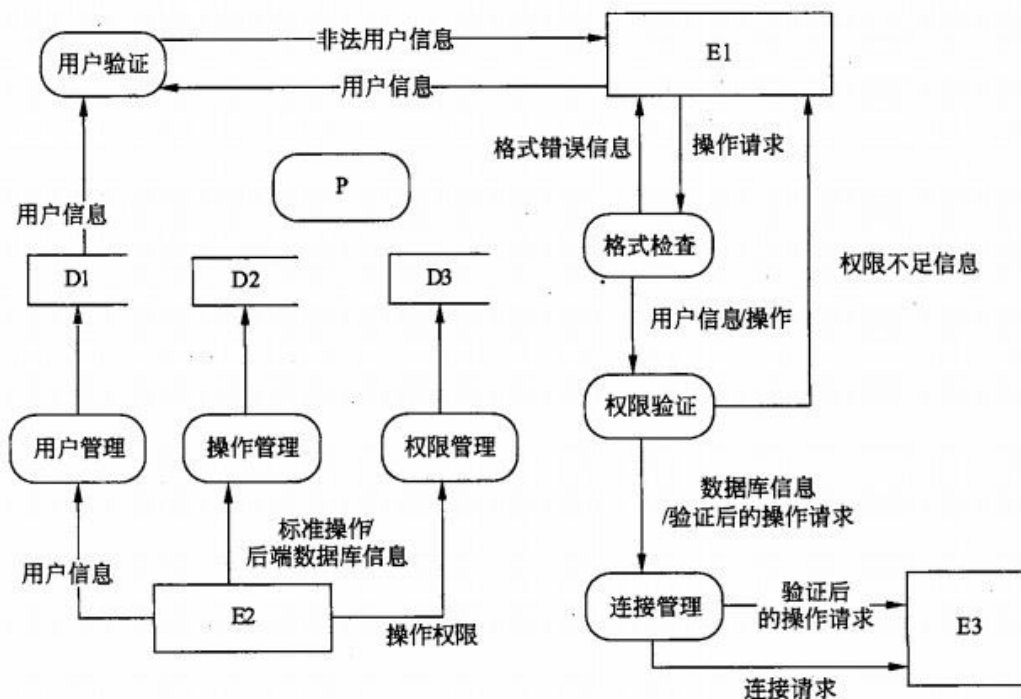 非法用户信息
用户验证
E1
用户信息
格式错误信息
操作请求
P
用户信息
格式检查
权限不足信息
D1
D2
D3
用户信息/操作
权限验证
用户管理
操作管理
权限管理
数据库信息
/验证后的操作请求
标准操作/
后端数据库信息
用户信息
E2
操作权限
连接管理
验证后
的操作请求
E3
连接请求